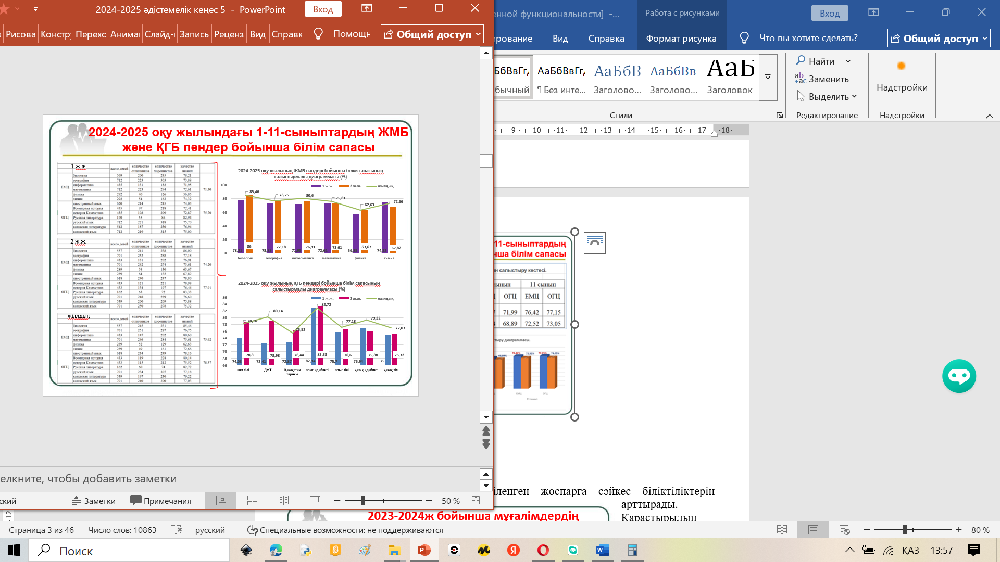 2024-2025 әдістемелік кеңес 5 - PowerPoint
Вход
Рисова
Констр
Перехо
Слайд-
Запись
Реценз
Вид
Помощн
Общий доступ
енной функциональности] -...
Работа с рисунками
Вход
Вид
Справка
Формат рисунка
Что вы хотите сделать?
Общий доступ
АаБбВ
АаБбВв
¶ Без инте...
Заголово...
Заголово...
Заголовок
Стили
Найти
Заменить
Выделить
Редактирование
Надстройки
Надстройки
9 10 11 12 13 14 15 16 17 18
2024-2025 оқу жылындағы 1-11-сыныптардың ЖМБ
және ҚГБ пәндер бойынша білім сапасы
1 ж.ж.
всего детей количество отличников количество хорошистов качество знаний
ЕМЦ 71,30
биология 569 200 245 78,21
география 712 223 303 73,88
информатика 435 131 182 71,95
математика 712 223 294 72,61
физика 292 40 126 56,85
химия 292 54 163 74,32
ОГЦ 75,70
иностранный язык 620 214 245 74,03
Всемирная история 435 97 218 72,41
история Казахстана 435 108 209 72,87
Русская литература 170 55 86 82,94
русский язык 712 221 318 75,70
казахская литература 542 187 230 76,94
казахский язык 712 219 315 75,00
2 ж.ж.
всего детей количество отличников количество хорошистов качество знаний
ЕМЦ 74,20
биология 557 241 238 86,00
география 701 253 288 77,18
информатика 433 131 202 76,91
математика 701 242 274 73,61
физика 289 54 130 63,67
химия 289 64 132 67,82
ОГЦ 77,91
иностранный язык 618 240 247 78,80
Всемирная история 433 121 221 78,98
история Казахстана 433 134 197 76,44
Русская литература 162 63 72 83,33
русский язык 701 248 289 76,60
казахская литература 539 200 209 75,88
казахский язык 701 250 278 75,32
жылдық
всего детей количество отличников количество хорошистов качество знаний
ЕМЦ 75,62
биология 557 245 231 85,46
география 701 251 287 76,75
информатика 433 147 202 80,60
математика 701 246 284 75,61
физика 289 52 129 62,63
химия 289 49 161 72,66
ОГЦ 78,57
иностранный язык 618 234 249 78,16
Всемирная история 433 119 228 80,14
история Казахстана 433 115 212 75,52
Русская литература 162 60 74 82,72
русский язык 701 234 307 77,18
казахская литература 539 197 230 79,22
казахский язык 701 240 300 77,03
2024-2025 оқу жылының ЖМБ пәндері бойынша білім сапасының
салыстырмалы диаграммасы (%)
1 ж.ж. 2 ж.ж. жылдық
100
80
60
40
20
0
85,46 76,75 80,6 75,61 62,63 72,66
86 77,18 76,91 73,61 63,67 67,82
биология география информатика математика физика химия
2024-2025 оқу жылының ҚГБ пәндері бойынша білім сапасының
салыстырмалы диаграммасы (%)
1 ж.ж. 2 ж.ж. жылдық
86
84
82
80
78
76
74
72
70
68
66
78,16 80,14 75,52 82,72 77,18 79,22 77,03
74,03 78,8 72,41 78,98 72,87 76,44 82,94 83,33 75,7 76,6 76,94 75,88 75 75,32
шет тілі ДЖТ Қазақстан тарихы орыс әдебиеті орыс тілі қазақ әдебиеті қазақ тілі
11-сыныптардың
нша білім сапасы
н салыстыру кестесі.
сынып 11 сынып
ОГЦ ЕМЦ ОГЦ
71,99 76,42 77,15
68,89 72,52 73,05
ыру диаграммасы.
68,89% 76,42% 72,52% 77,15% 73,05%
ЕМЦ ОГЦ
11 сынып
іленген жоспарға сәйкес біліктіліктерін
арттырады.
Қарастырылып
2023-2024ж бойынша мұғалімдердің
елкните, чтобы добавить заметки
ский
Заметки
Примечания
50 %
Страница 3 из 46
Число слов: 10863
русский
Специальные возможности: не поддерживаются
80 %
Поиск
ҚАЗ
13:57